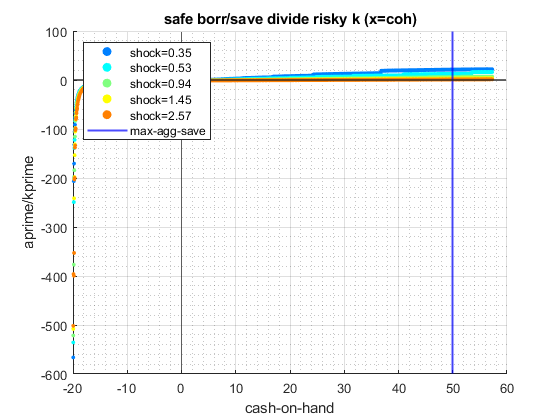 safe borr/save divide risky k (x=coh)
100
0
-100
-200
-300
-400
-500
-600
aprime/kprime
shock=0.35
shock=0.53
shock=0.94
shock=1.45
shock=2.57
max-agg-save
-20 -10 0 10 20 30 40 50 60
cash-on-hand